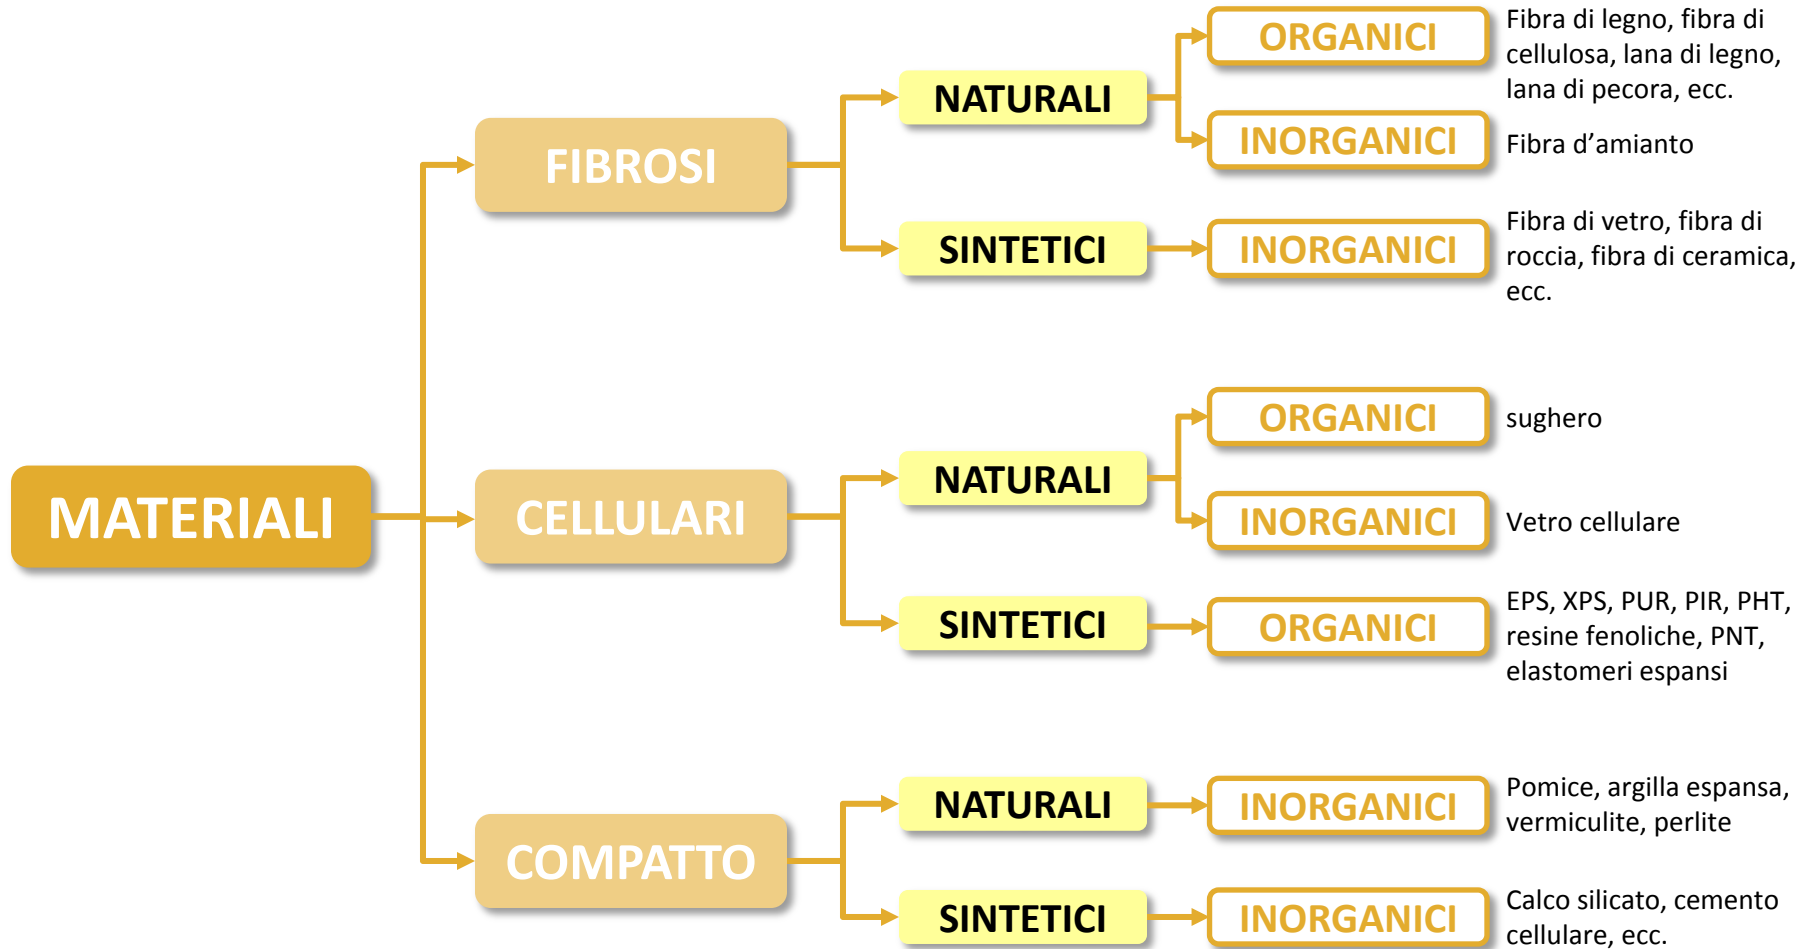 MATERIALI
FIBROSI
NATURALI
ORGANICI
Fibra di legno, fibra di
cellulosa, lana di legno,
lana di pecora, ecc.
INORGANICI
Fibra d’amianto
SINTETICI
INORGANICI
Fibra di vetro, fibra di
roccia, fibra di ceramica,
ecc.
CELLULARI
NATURALI
ORGANICI
sughero
INORGANICI
Vetro cellulare
SINTETICI
ORGANICI
EPS, XPS, PUR, PIR, PHT,
resine fenoliche, PNT,
elastomeri espansi
COMPATTO
NATURALI
INORGANICI
Pomice, argilla espansa,
vermiculite, perlite
SINTETICI
INORGANICI
Calco silicato, cemento
cellulare, ecc.